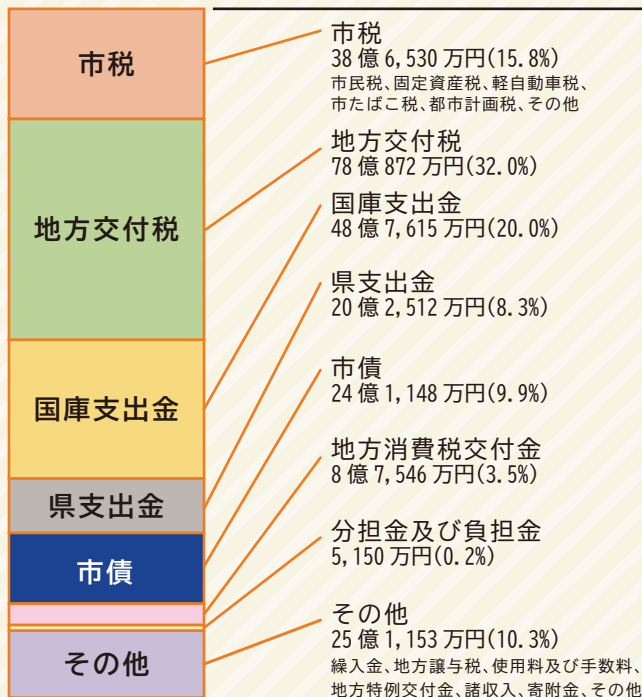 市税
地方交付税
国庫支出金
県支出金
市債
その他
市税
38億6,530万円(15.8%)
市民税、固定資産税、軽自動車税、
市たばこ税、都市計画税、その他
地方交付税
78億872万円(32.0%)
国庫支出金
48億7,615万円(20.0%)
県支出金
20億2,512万円(8.3%)
市債
24億1,148万円(9.9%)
地方消費税交付金
8億7,546万円(3.5%)
分担金及び負担金
5,150万円(0.2%)
その他
25億1,153万円(10.3%)
繰入金、地方譲与税、使用料及び手数料、
地方特例交付金、諸収入、寄附金、その他